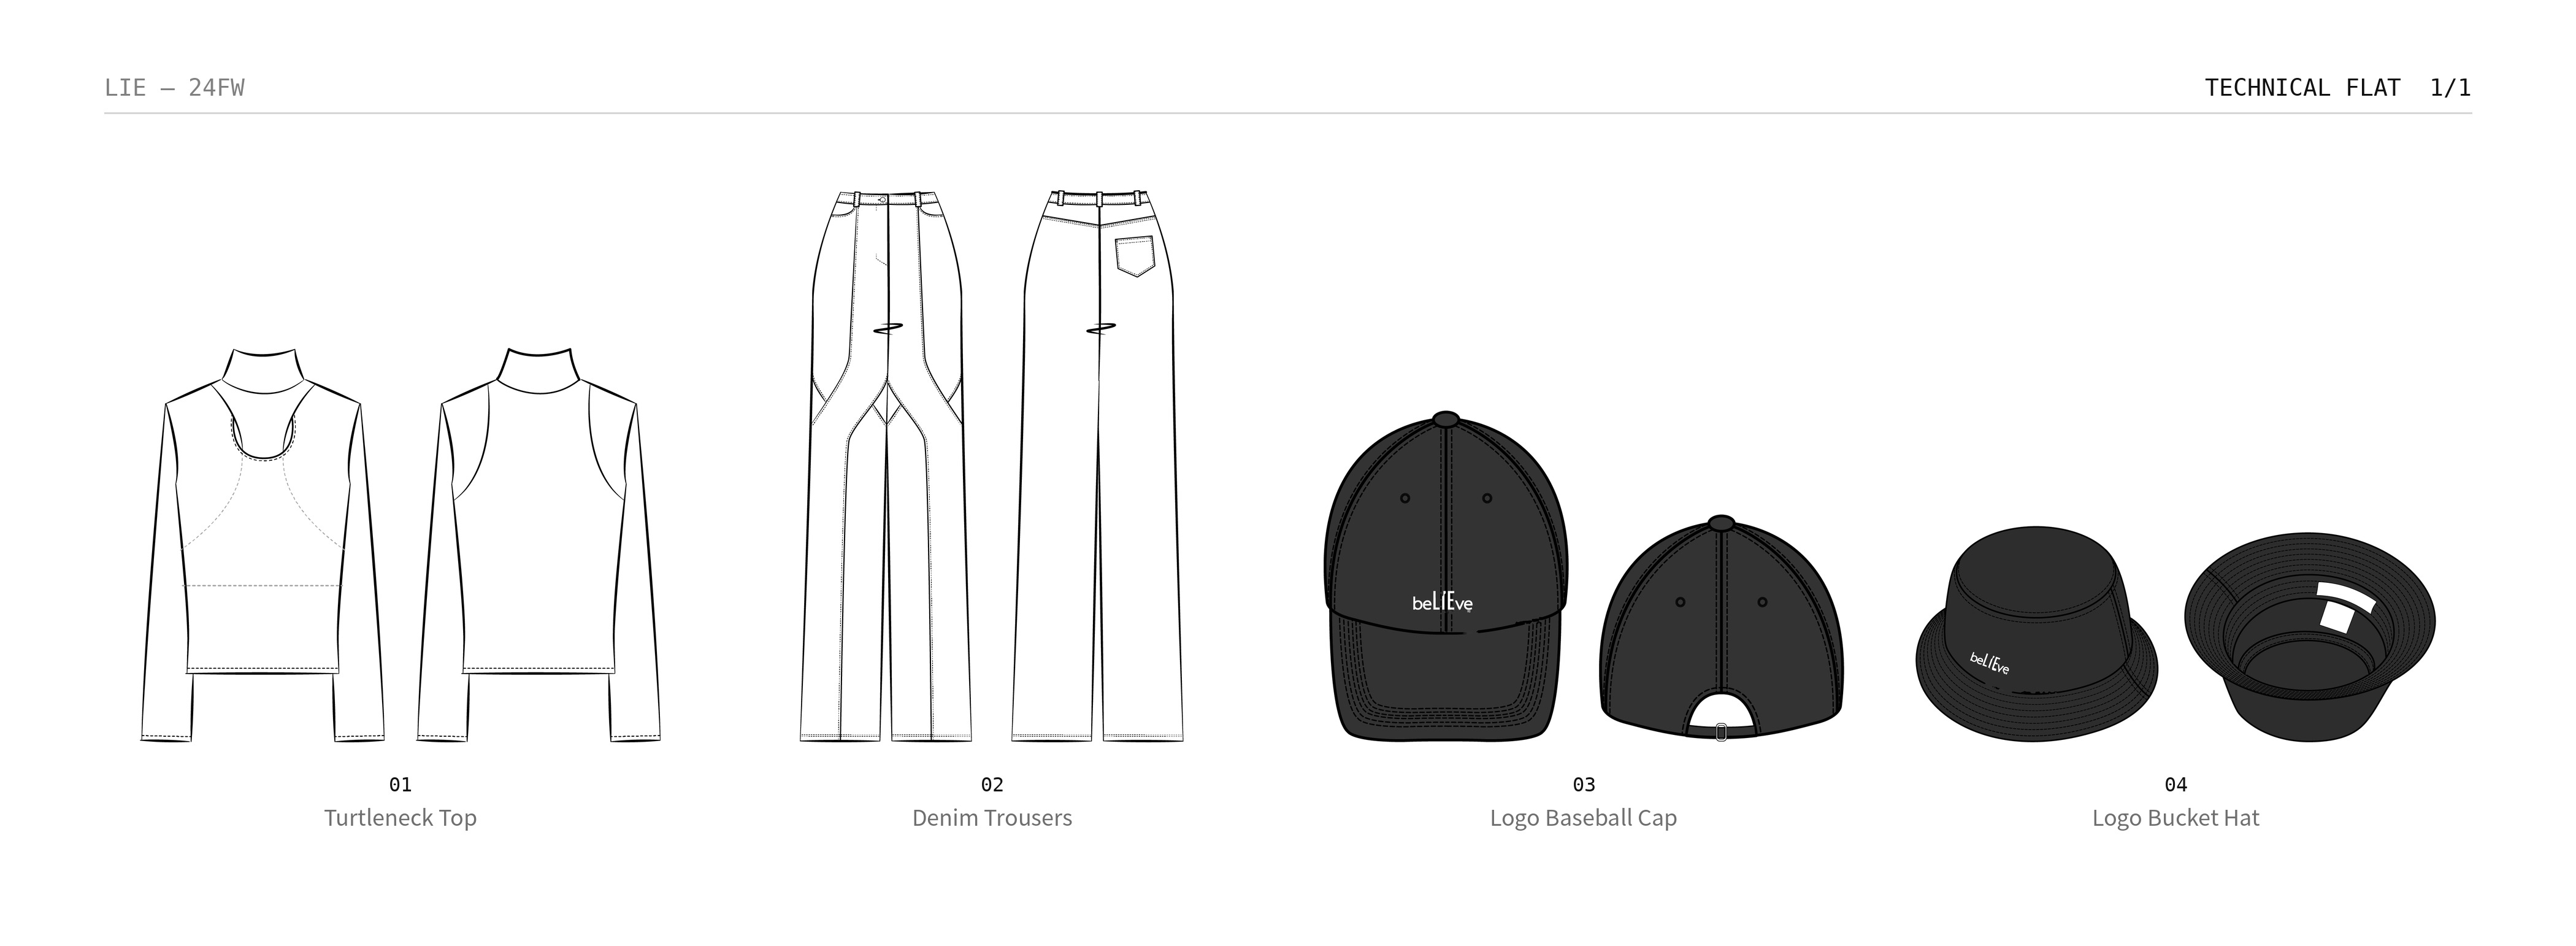 LIE — 24FW
TECHNICAL FLAT 1/1
beLIEve
beLIEve
01
Turtleneck Top
02
Denim Trousers
03
Logo Baseball Cap
04
Logo Bucket Hat